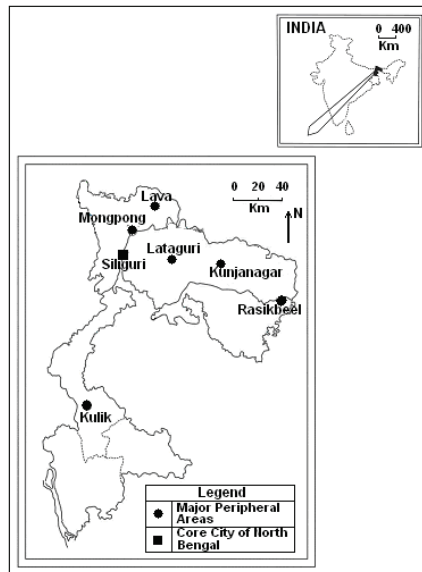 INDIA
0 400
Km
Lava
0 20 40
Km
N
Mongpong
Lataguri
Siliguri
Kunjanagar
Rasikbeel
Kulik
Legend
Major Peripheral
Areas
Core City of North
Bengal